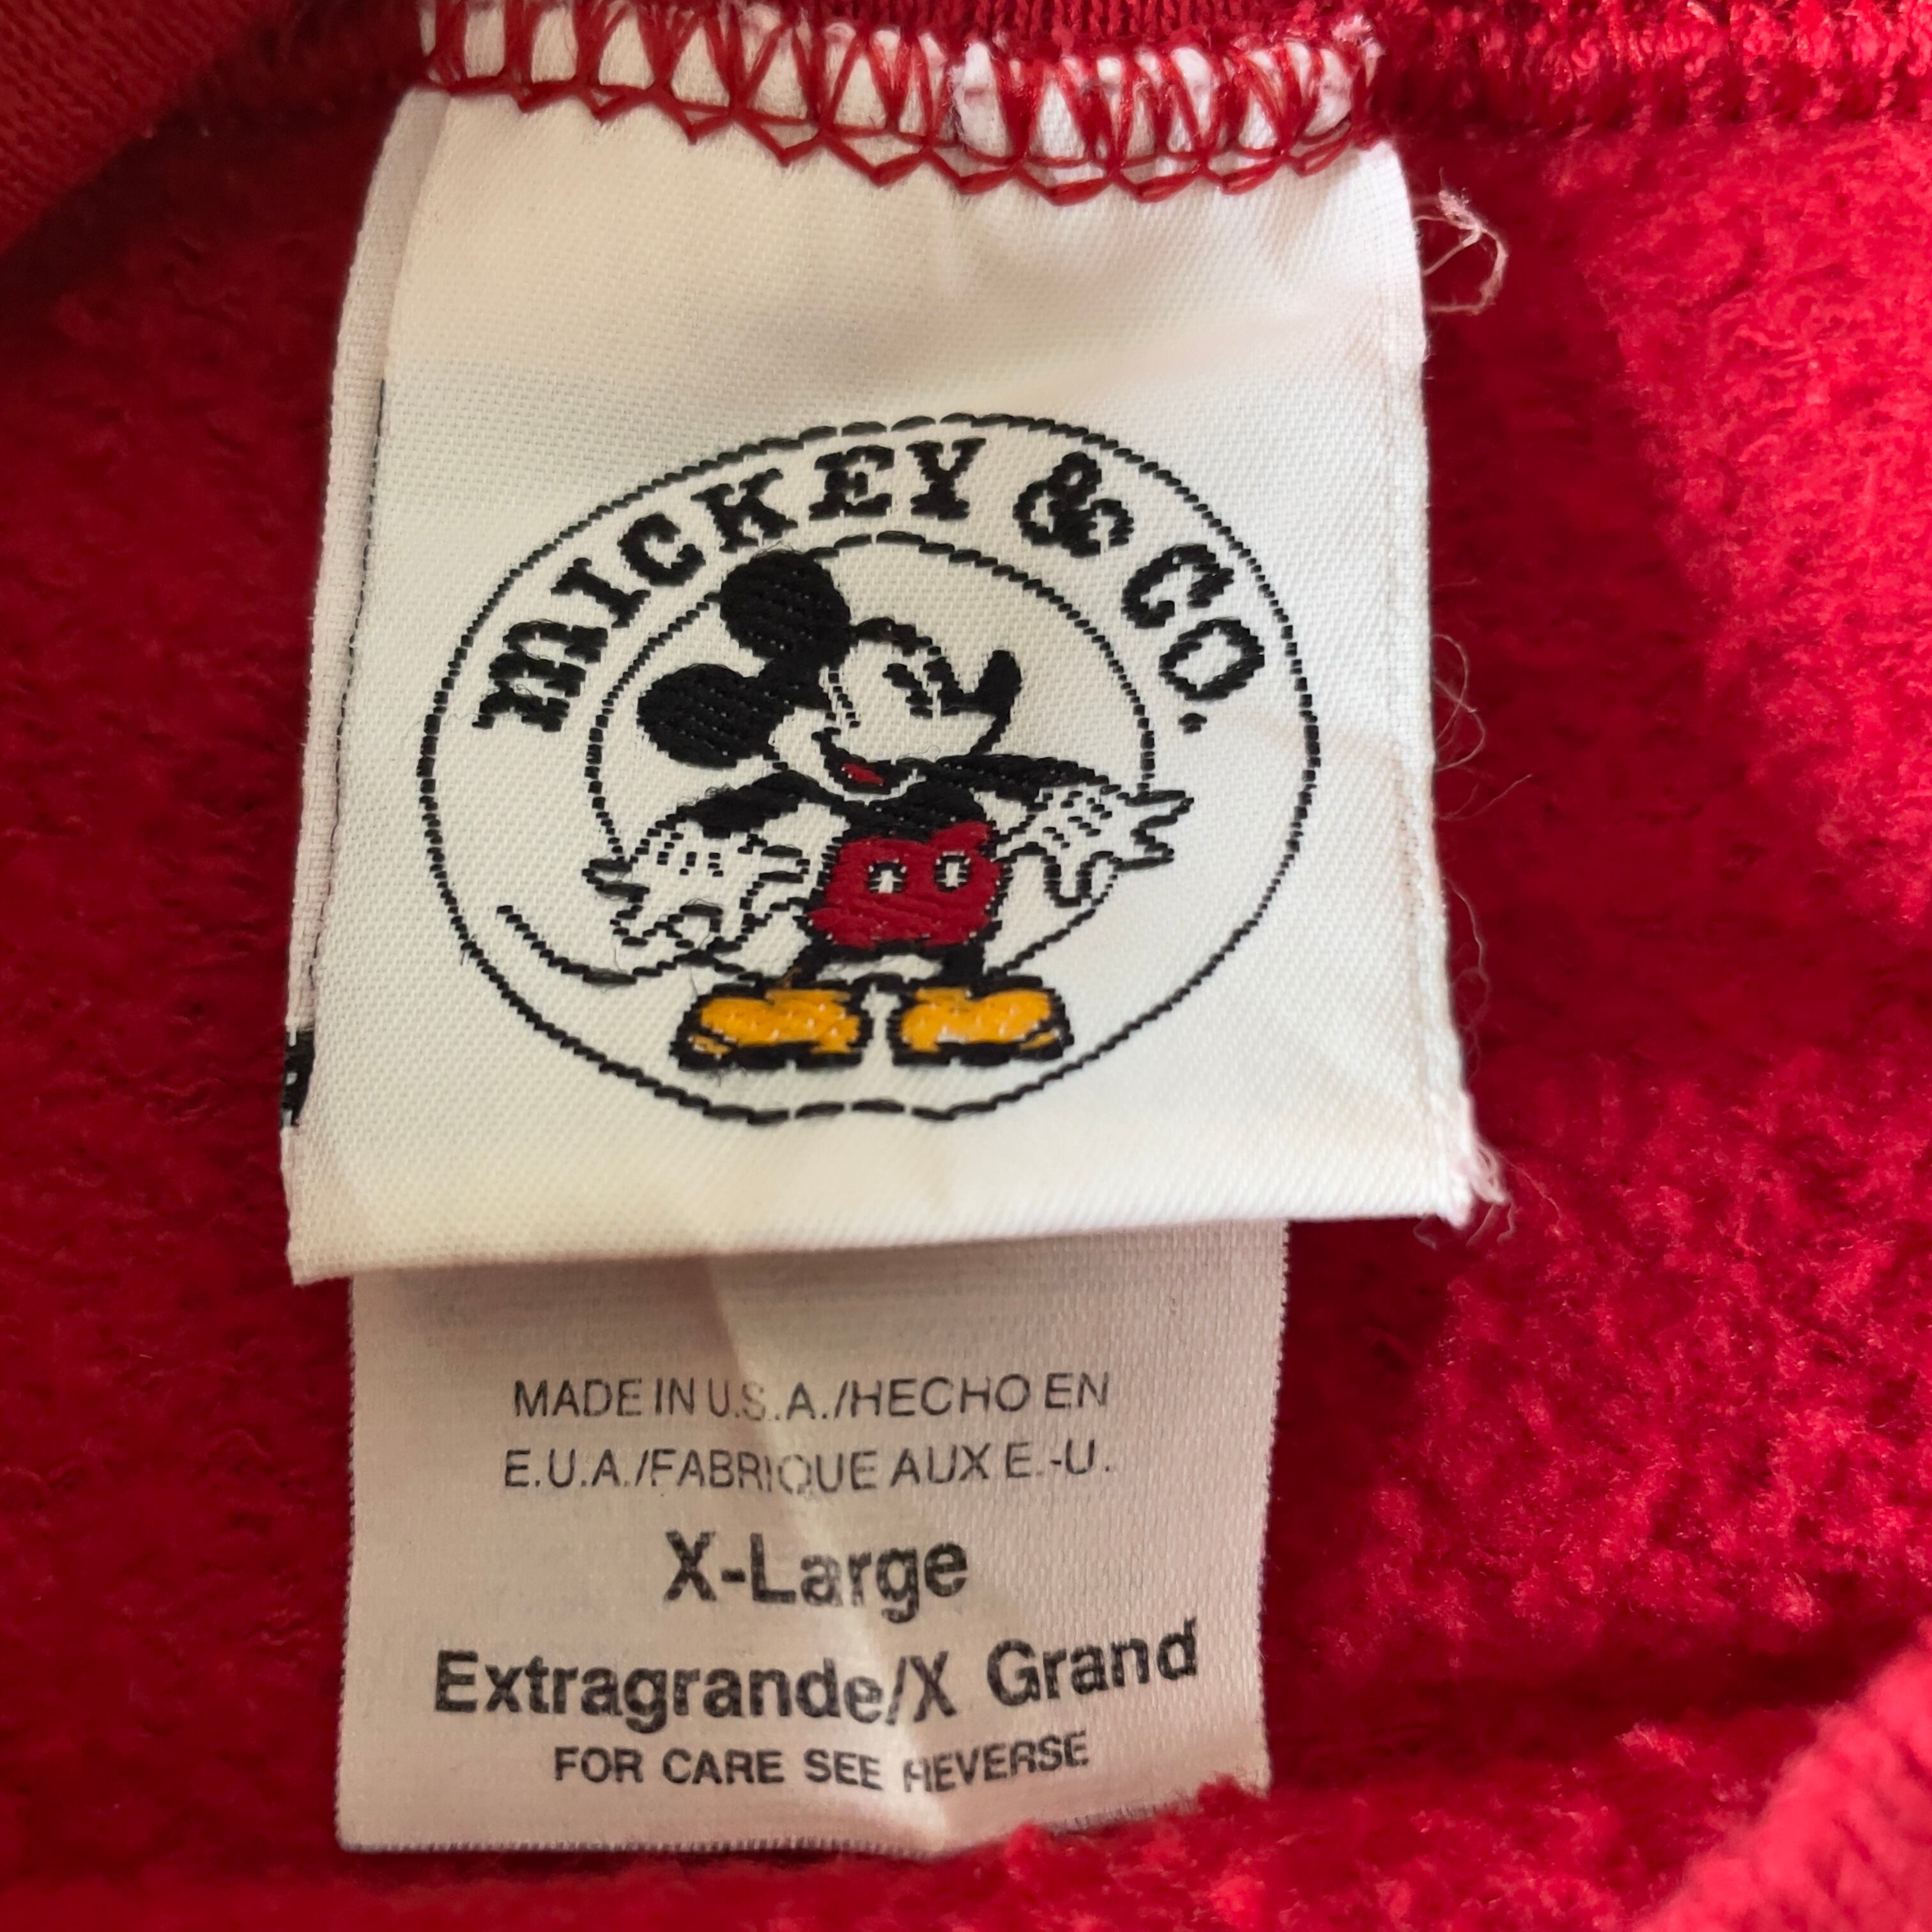 MICKEY & CO.
MADE IN U.S.A./HECHO EN
E.U.A./FABRIQUE AUX E.-U.
X-Large
Extragrande/X Grand
FOR CARE SEE REVERSE